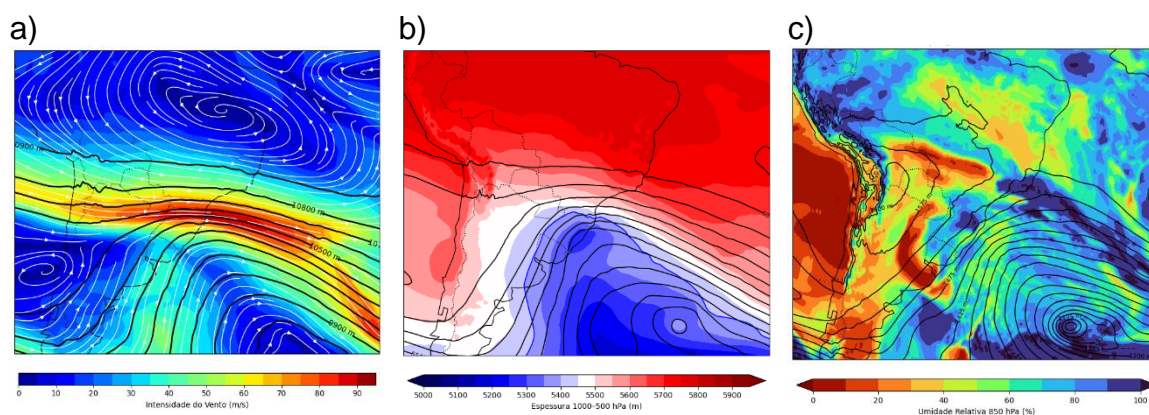 a)
b)
c)
0900 m
10800 m
10500 m
9900 m
0 10 20 30 40 50 60 70 80 90
Intensidade do Vento (m/s)
5000 5100 5200 5300 5400 5500 5600 5700 5800 5900
Espessura 1000-500 hPa (m)
0 20 40 60 80 100
Umidade Relativa 850 hPa (%)